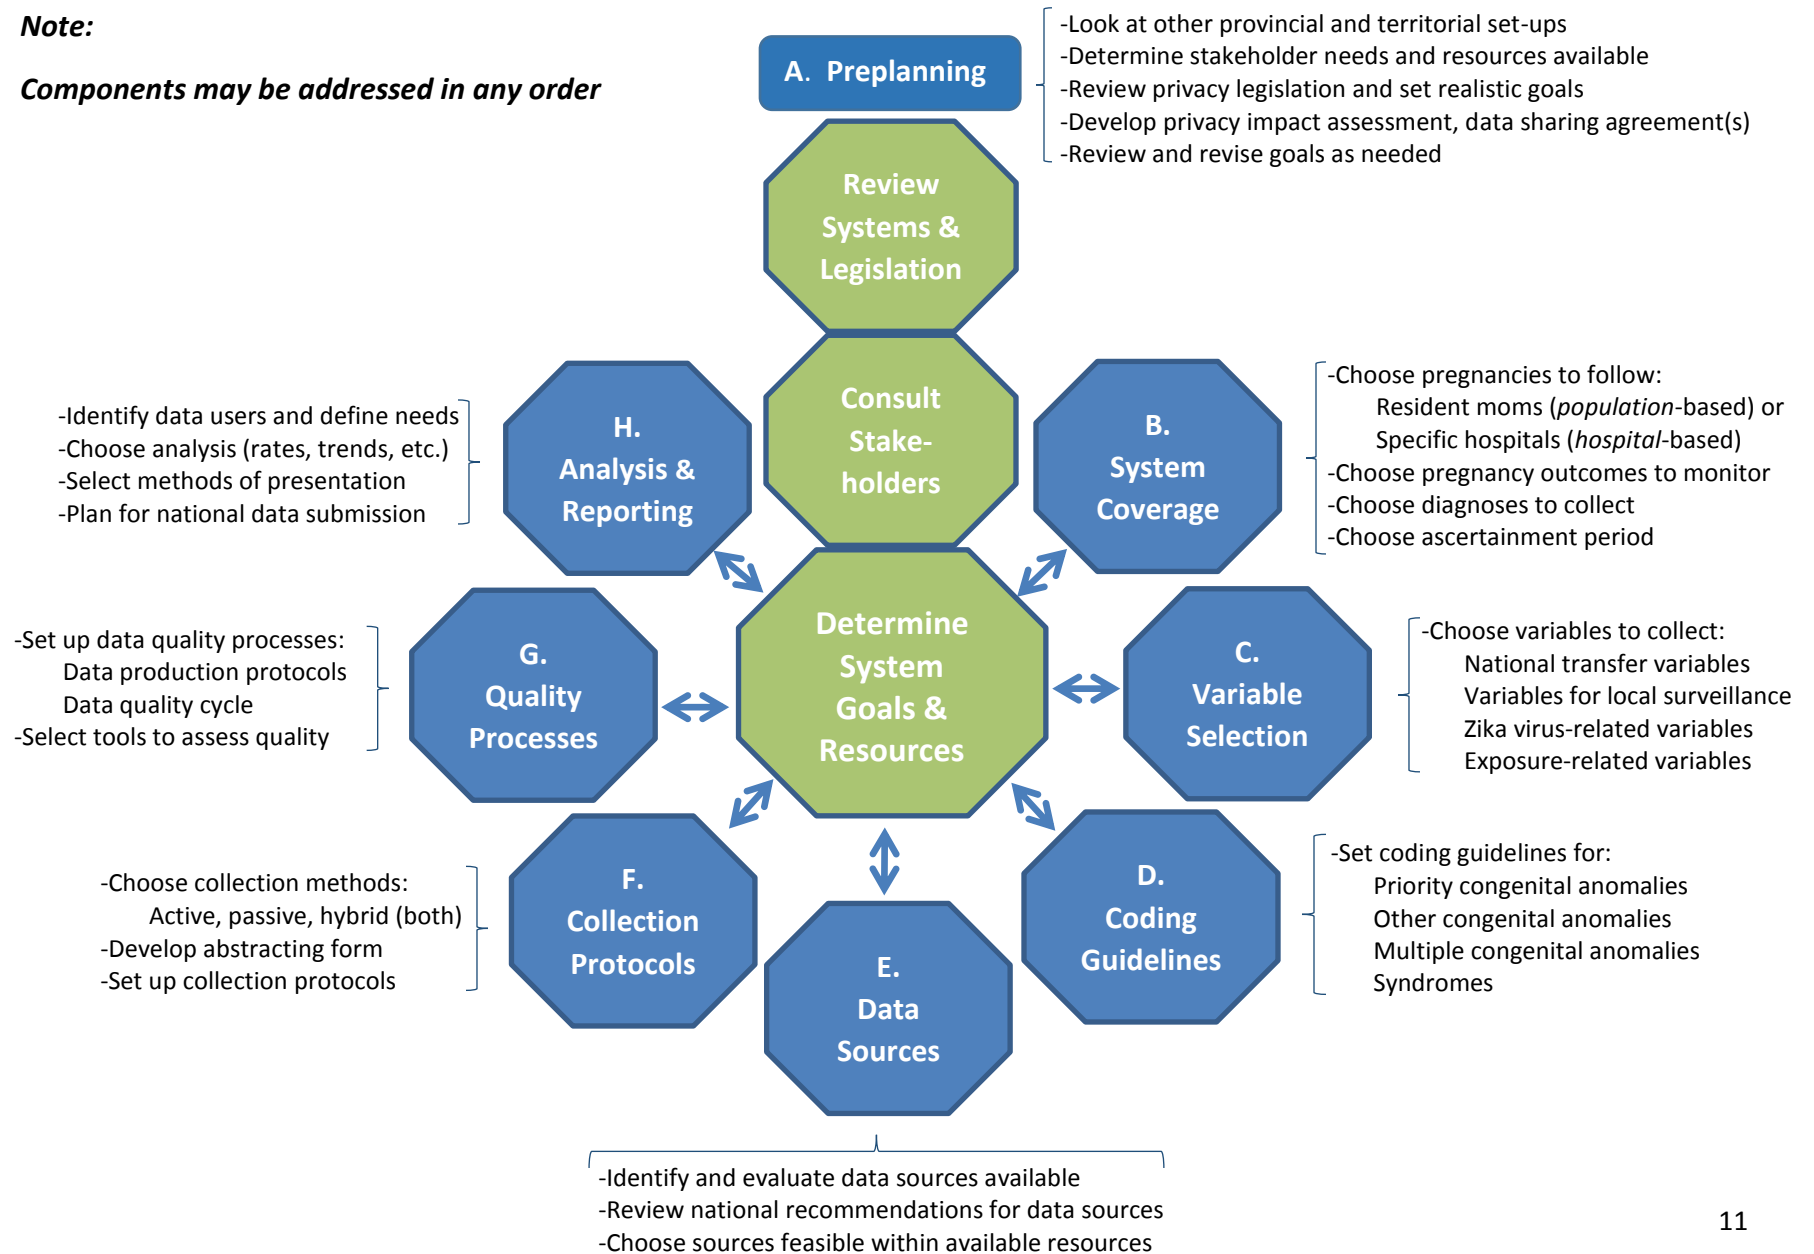 Note:
Components may be addressed in any order
A. Preplanning
-Look at other provincial and territorial set-ups
-Determine stakeholder needs and resources available
-Review privacy legislation and set realistic goals
-Develop privacy impact assessment, data sharing agreement(s)
-Review and revise goals as needed
Review
Systems &
Legislation
Consult
Stake-
holders
Determine
System
Goals &
Resources
B.
System
Coverage
-Choose pregnancies to follow:
Resident moms (population-based) or
Specific hospitals (hospital-based)
-Choose pregnancy outcomes to monitor
-Choose diagnoses to collect
-Choose ascertainment period
C.
Variable
Selection
-Choose variables to collect:
National transfer variables
Variables for local surveillance
Zika virus-related variables
Exposure-related variables
D.
Coding
Guidelines
-Set coding guidelines for:
Priority congenital anomalies
Other congenital anomalies
Multiple congenital anomalies
Syndromes
E.
Data
Sources
-Identify and evaluate data sources available
-Review national recommendations for data sources
-Choose sources feasible within available resources
F.
Collection
Protocols
-Choose collection methods:
Active, passive, hybrid (both)
-Develop abstracting form
-Set up collection protocols
G.
Quality
Processes
-Set up data quality processes:
Data production protocols
Data quality cycle
-Select tools to assess quality
H.
Analysis &
Reporting
-Identify data users and define needs
-Choose analysis (rates, trends, etc.)
-Select methods of presentation
-Plan for national data submission
11